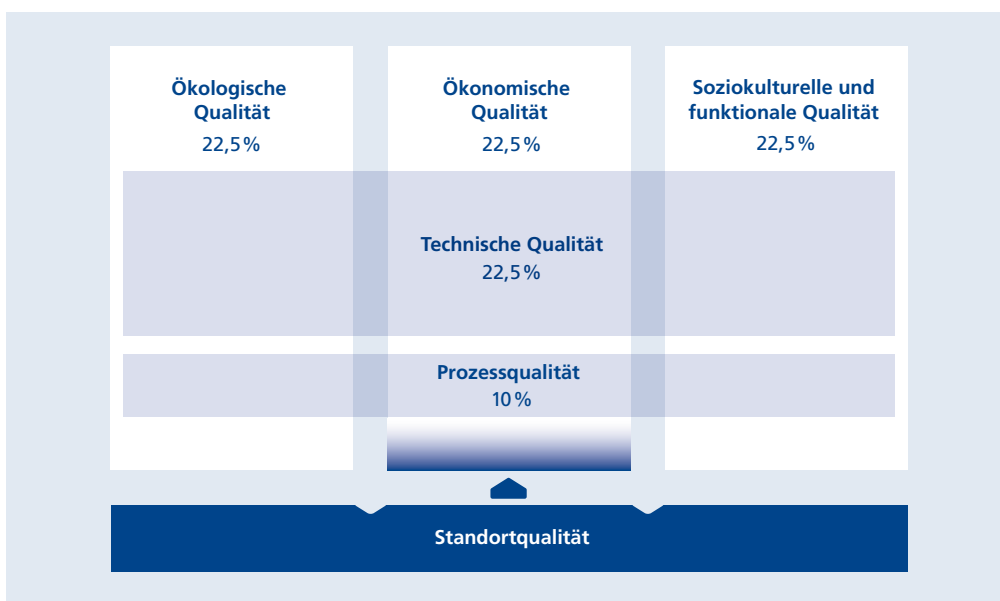 Ökologische
Qualität
22,5 %
Ökonomische
Qualität
22,5 %
Soziokulturelle und
funktionale Qualität
22,5 %
Technische Qualität
22,5 %
Prozessqualität
10 %
Standortqualität